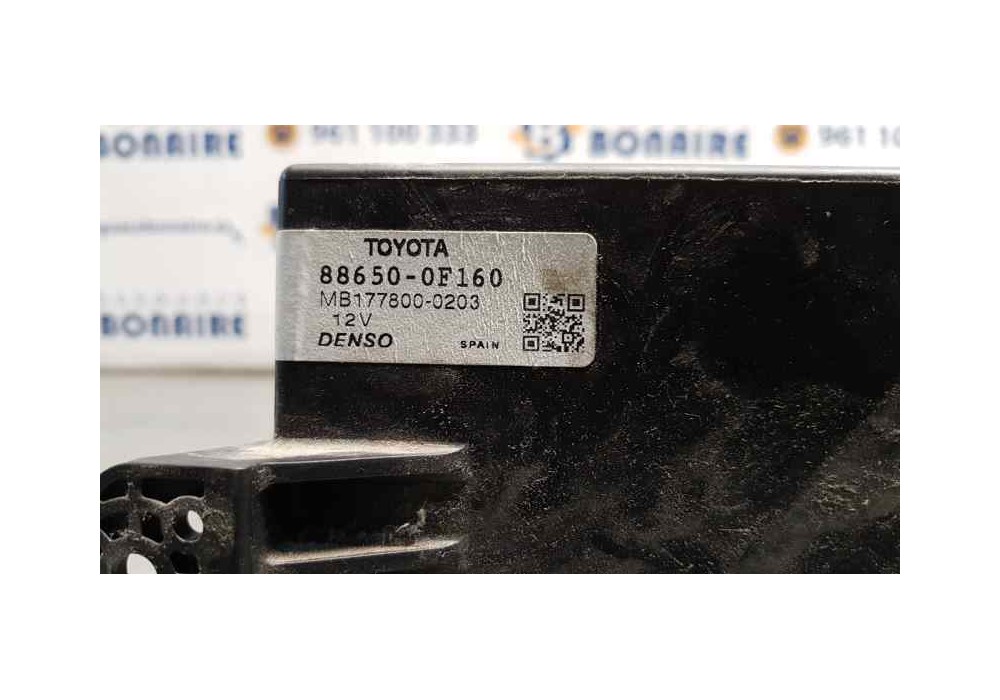 BONAIRE
961 100 333
BONAIRE
961 10
TOYOTA
88650-0F160
MB177800-0203
12V
DENSO
SPAIN
BONAIRE